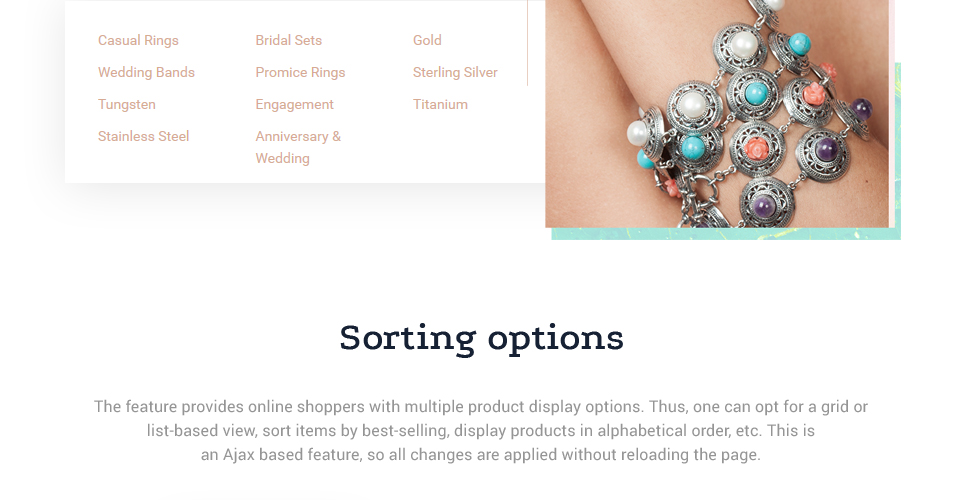 Casual Rings
Wedding Bands
Tungsten
Stainless Steel
Bridal Sets
Promice Rings
Engagement
Anniversary &
Wedding
Gold
Sterling Silver
Titanium
Sorting options
The feature provides online shoppers with multiple product display options. Thus, one can opt for a grid or
list-based view, sort items by best-selling, display products in alphabetical order, etc. This is
an Ajax based feature, so all changes are applied without reloading the page.